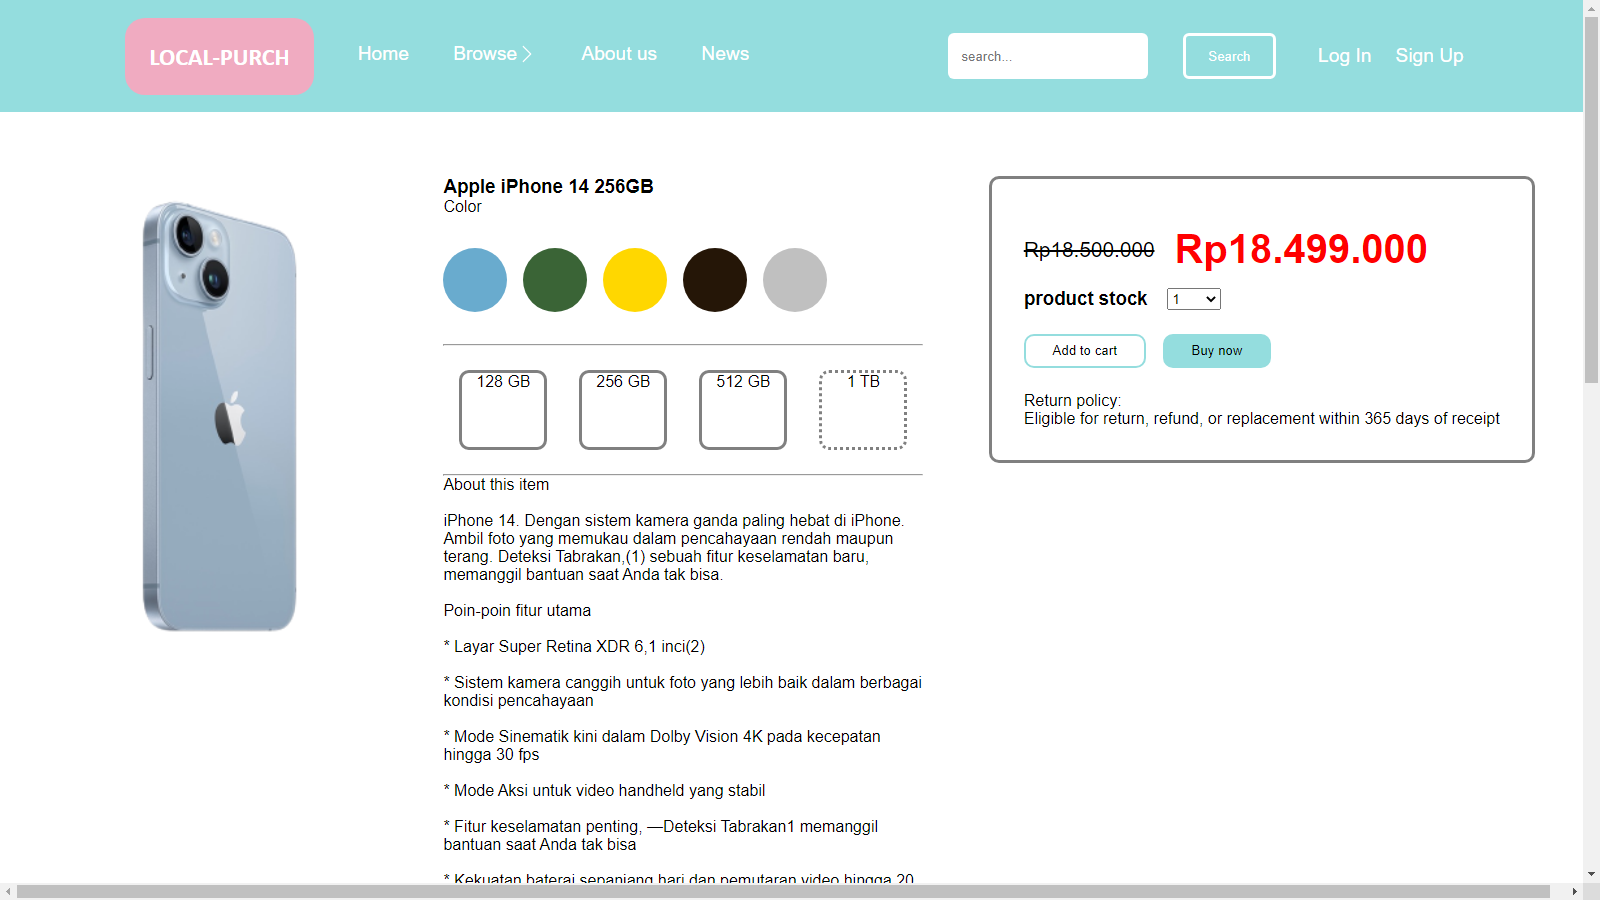 LOCAL-PURCH
Home
Browse
About us
News
search...
Search
Log In
Sign Up
Apple iPhone 14 256GB
Color
128 GB
256 GB
512 GB
1 TB
About this item
iPhone 14. Dengan sistem kamera ganda paling hebat di iPhone.
Ambil foto yang memukau dalam pencahayaan rendah maupun
terang. Deteksi Tabrakan,(1) sebuah fitur keselamatan baru,
memanggil bantuan saat Anda tak bisa.
Poin-poin fitur utama
* Layar Super Retina XDR 6,1 inci(2)
* Sistem kamera canggih untuk foto yang lebih baik dalam berbagai
kondisi pencahayaan
* Mode Sinematik kini dalam Dolby Vision 4K pada kecepatan
hingga 30 fps
* Mode Aksi untuk video handheld yang stabil
* Fitur keselamatan penting, —Deteksi Tabrakan1 memanggil
bantuan saat Anda tak bisa
* Kekuatan baterai sepanjang hari dan pemutaran video hingga 20
Rp18.500.000
Rp18.499.000
product stock
1
Add to cart
Buy now
Return policy:
Eligible for return, refund, or replacement within 365 days of receipt